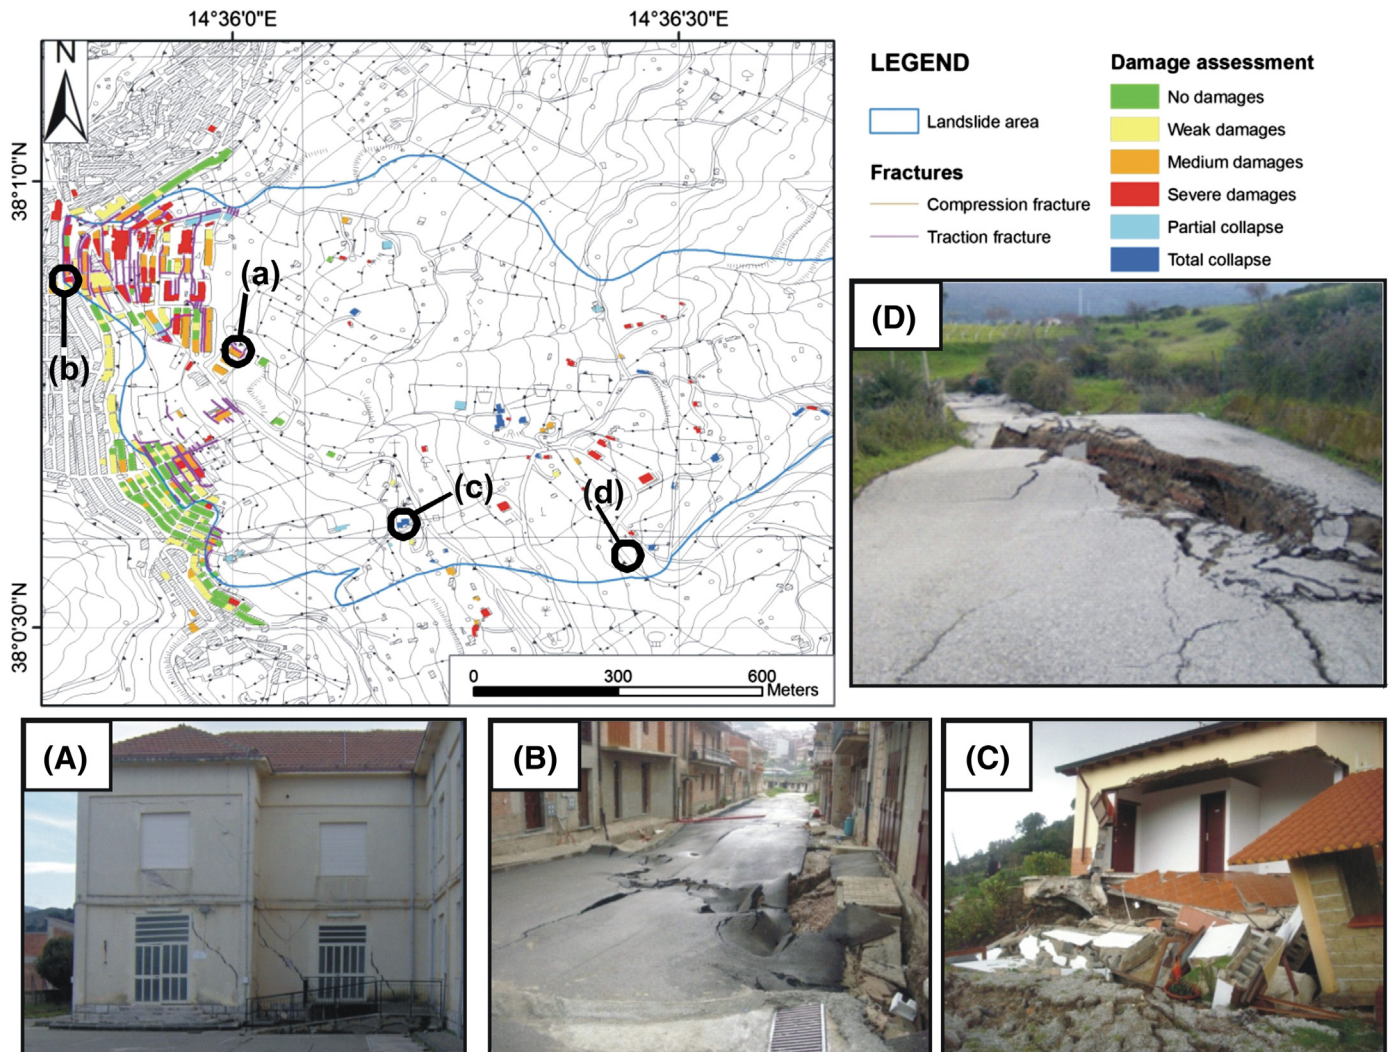 14°36'0"E
14°36'30"E
N
38°1'0"N
38°0'30"N
(a)
(b)
(c)
(d)
0
300
600
Meters
LEGEND
Landslide area
Fractures
Compression fracture
Traction fracture
Damage assessment
No damages
Weak damages
Medium damages
Severe damages
Partial collapse
Total collapse
(D)
(A)
(B)
(C)